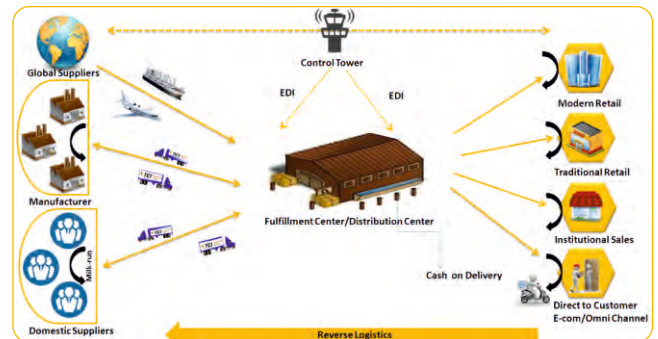 Control Tower
Global Suppliers
EDI
EDI
Modern Retail
Manufacturer
Traditional Retail
Fulfillment Center/Distribution Center
Institutional Sales
Milk-run
Cash on Delivery
Domestic Suppliers
Direct to Customer
E-com/Omni Channel
Reverse Logistics